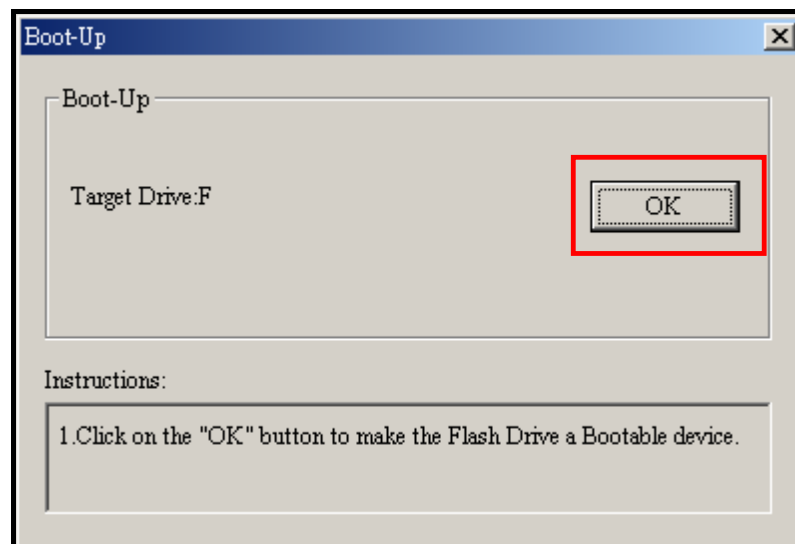 Boot-Up
Boot-Up
Target Drive:F
OK
Instructions:
1.Click on the "OK" button to make the Flash Drive a Bootable device.